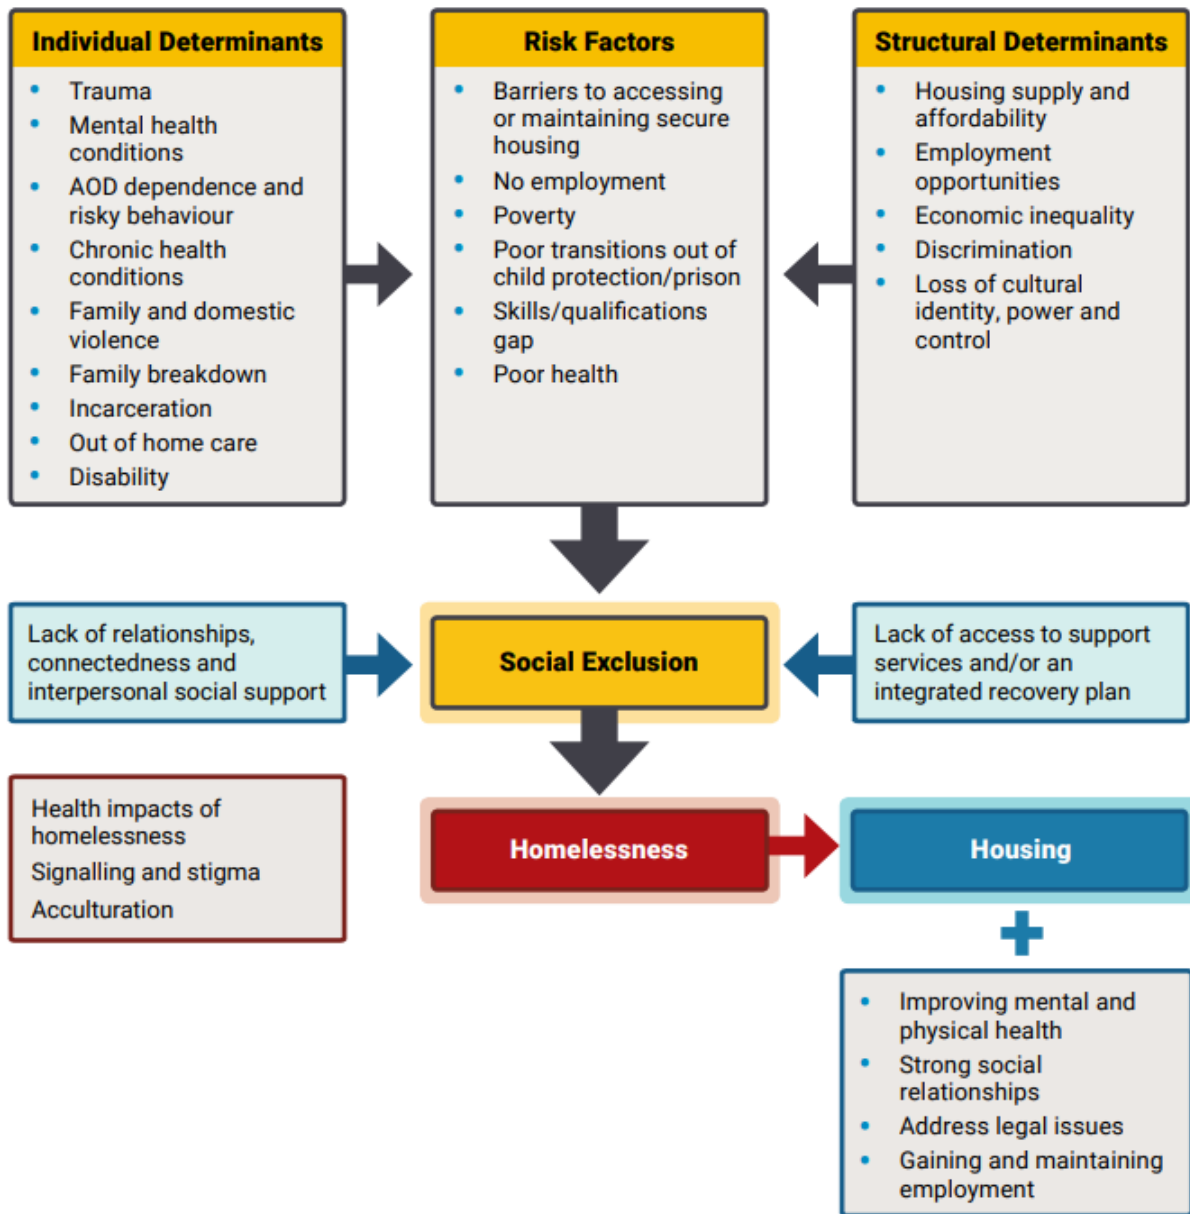 Individual Determinants
• Trauma
• Mental health
conditions
• AOD dependence and
risky behaviour
• Chronic health
conditions
• Family and domestic
violence
• Family breakdown
• Incarceration
• Out of home care
• Disability
Risk Factors
• Barriers to accessing
or maintaining secure
housing
• No employment
• Poverty
• Poor transitions out of
child protection/prison
• Skills/qualifications
gap
• Poor health
Structural Determinants
• Housing supply and
affordability
• Employment
opportunities
• Economic inequality
• Discrimination
• Loss of cultural
identity, power and
control
Lack of relationships,
connectedness and
interpersonal social support
Social Exclusion
Lack of access to support
services and/or an
integrated recovery plan
Health impacts of
homelessness
Signalling and stigma
Acculturation
Homelessness
Housing
+
• Improving mental and
physical health
• Strong social
relationships
• Address legal issues
• Gaining and maintaining
employment